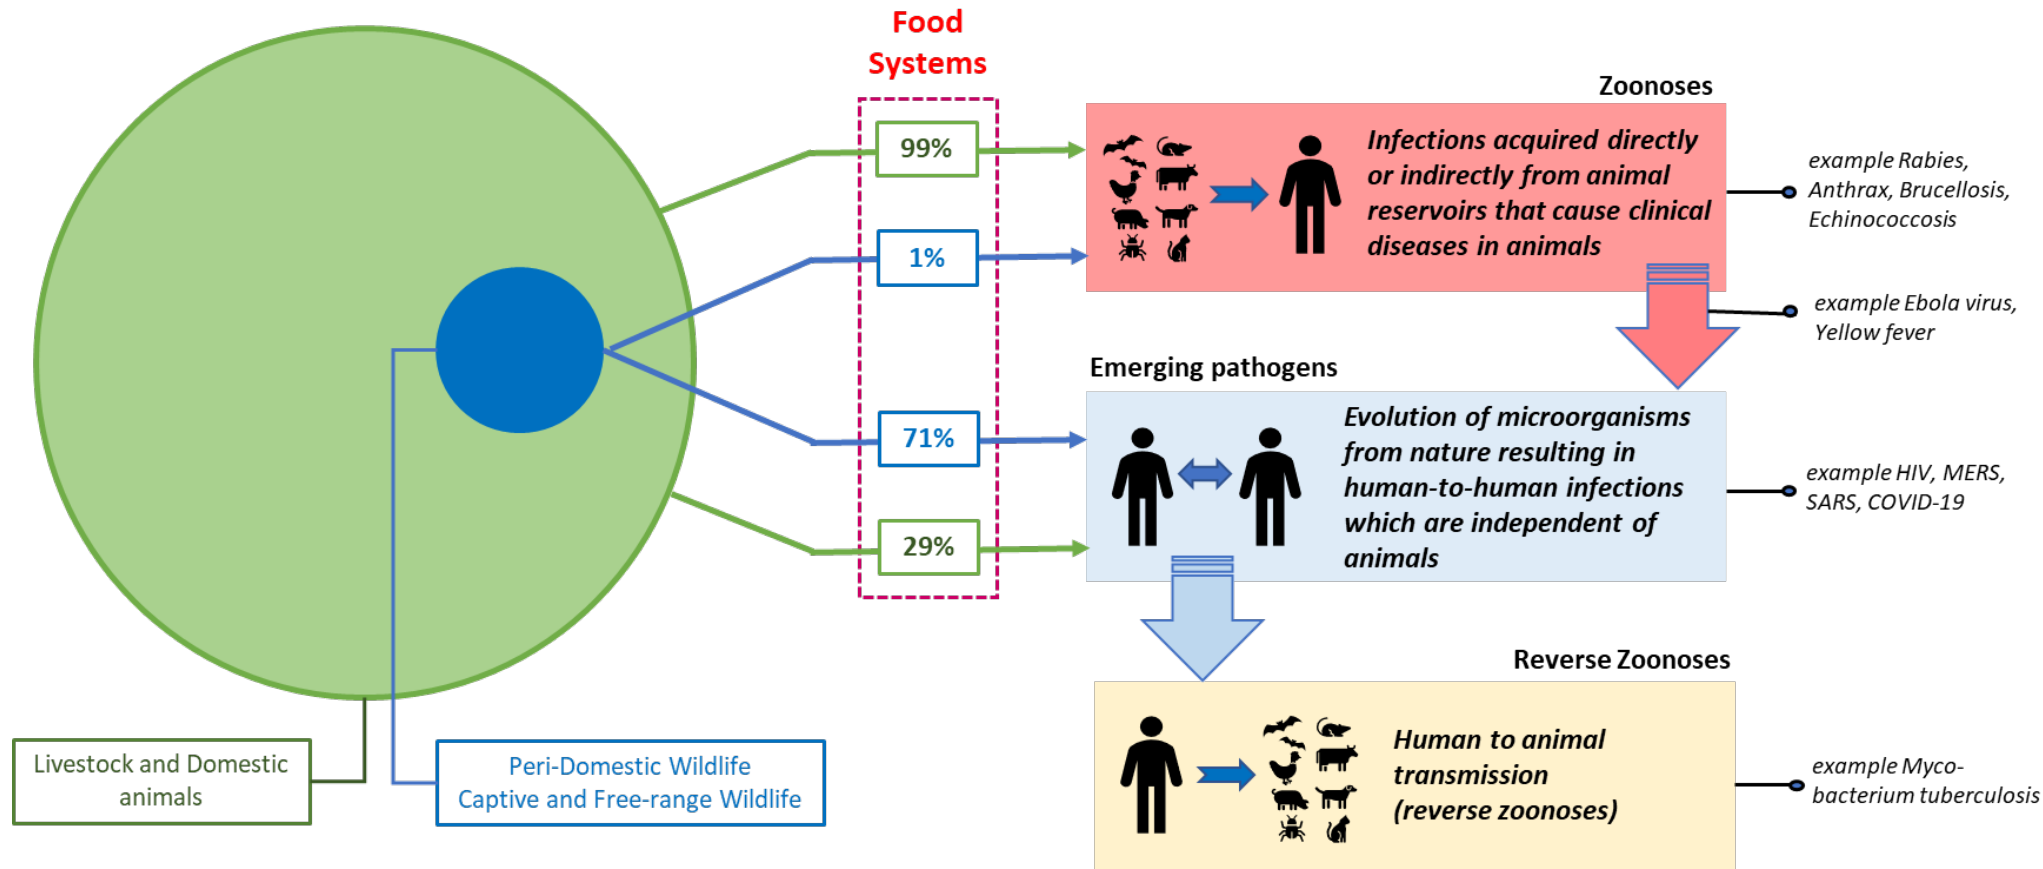 Food
Systems
99%
1%
71%
29%
Zoonoses
Infections acquired directly
or indirectly from animal
reservoirs that cause clinical
diseases in animals
example Rabies,
Anthrax, Brucellosis,
Echinococcosis
example Ebola virus,
Yellow fever
Emerging pathogens
Evolution of microorganisms
from nature resulting in
human-to-human infections
which are independent of
animals
example HIV, MERS,
SARS, COVID-19
Reverse Zoonoses
Human to animal
transmission
(reverse zoonoses)
example Myco-
bacterium tuberculosis
Livestock and Domestic
animals
Peri-Domestic Wildlife
Captive and Free-range Wildlife